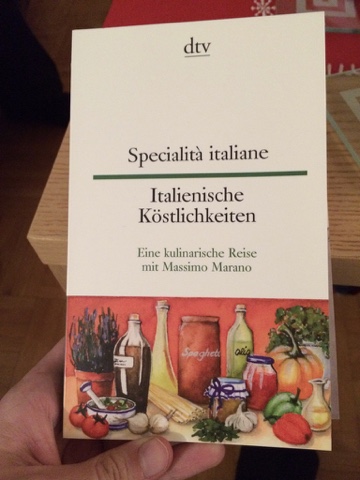 dtv
Specialità italiane
Italienische
Köstlichkeiten
Eine kulinarische Reise
mit Massimo Marano
Spaghetti
Olio